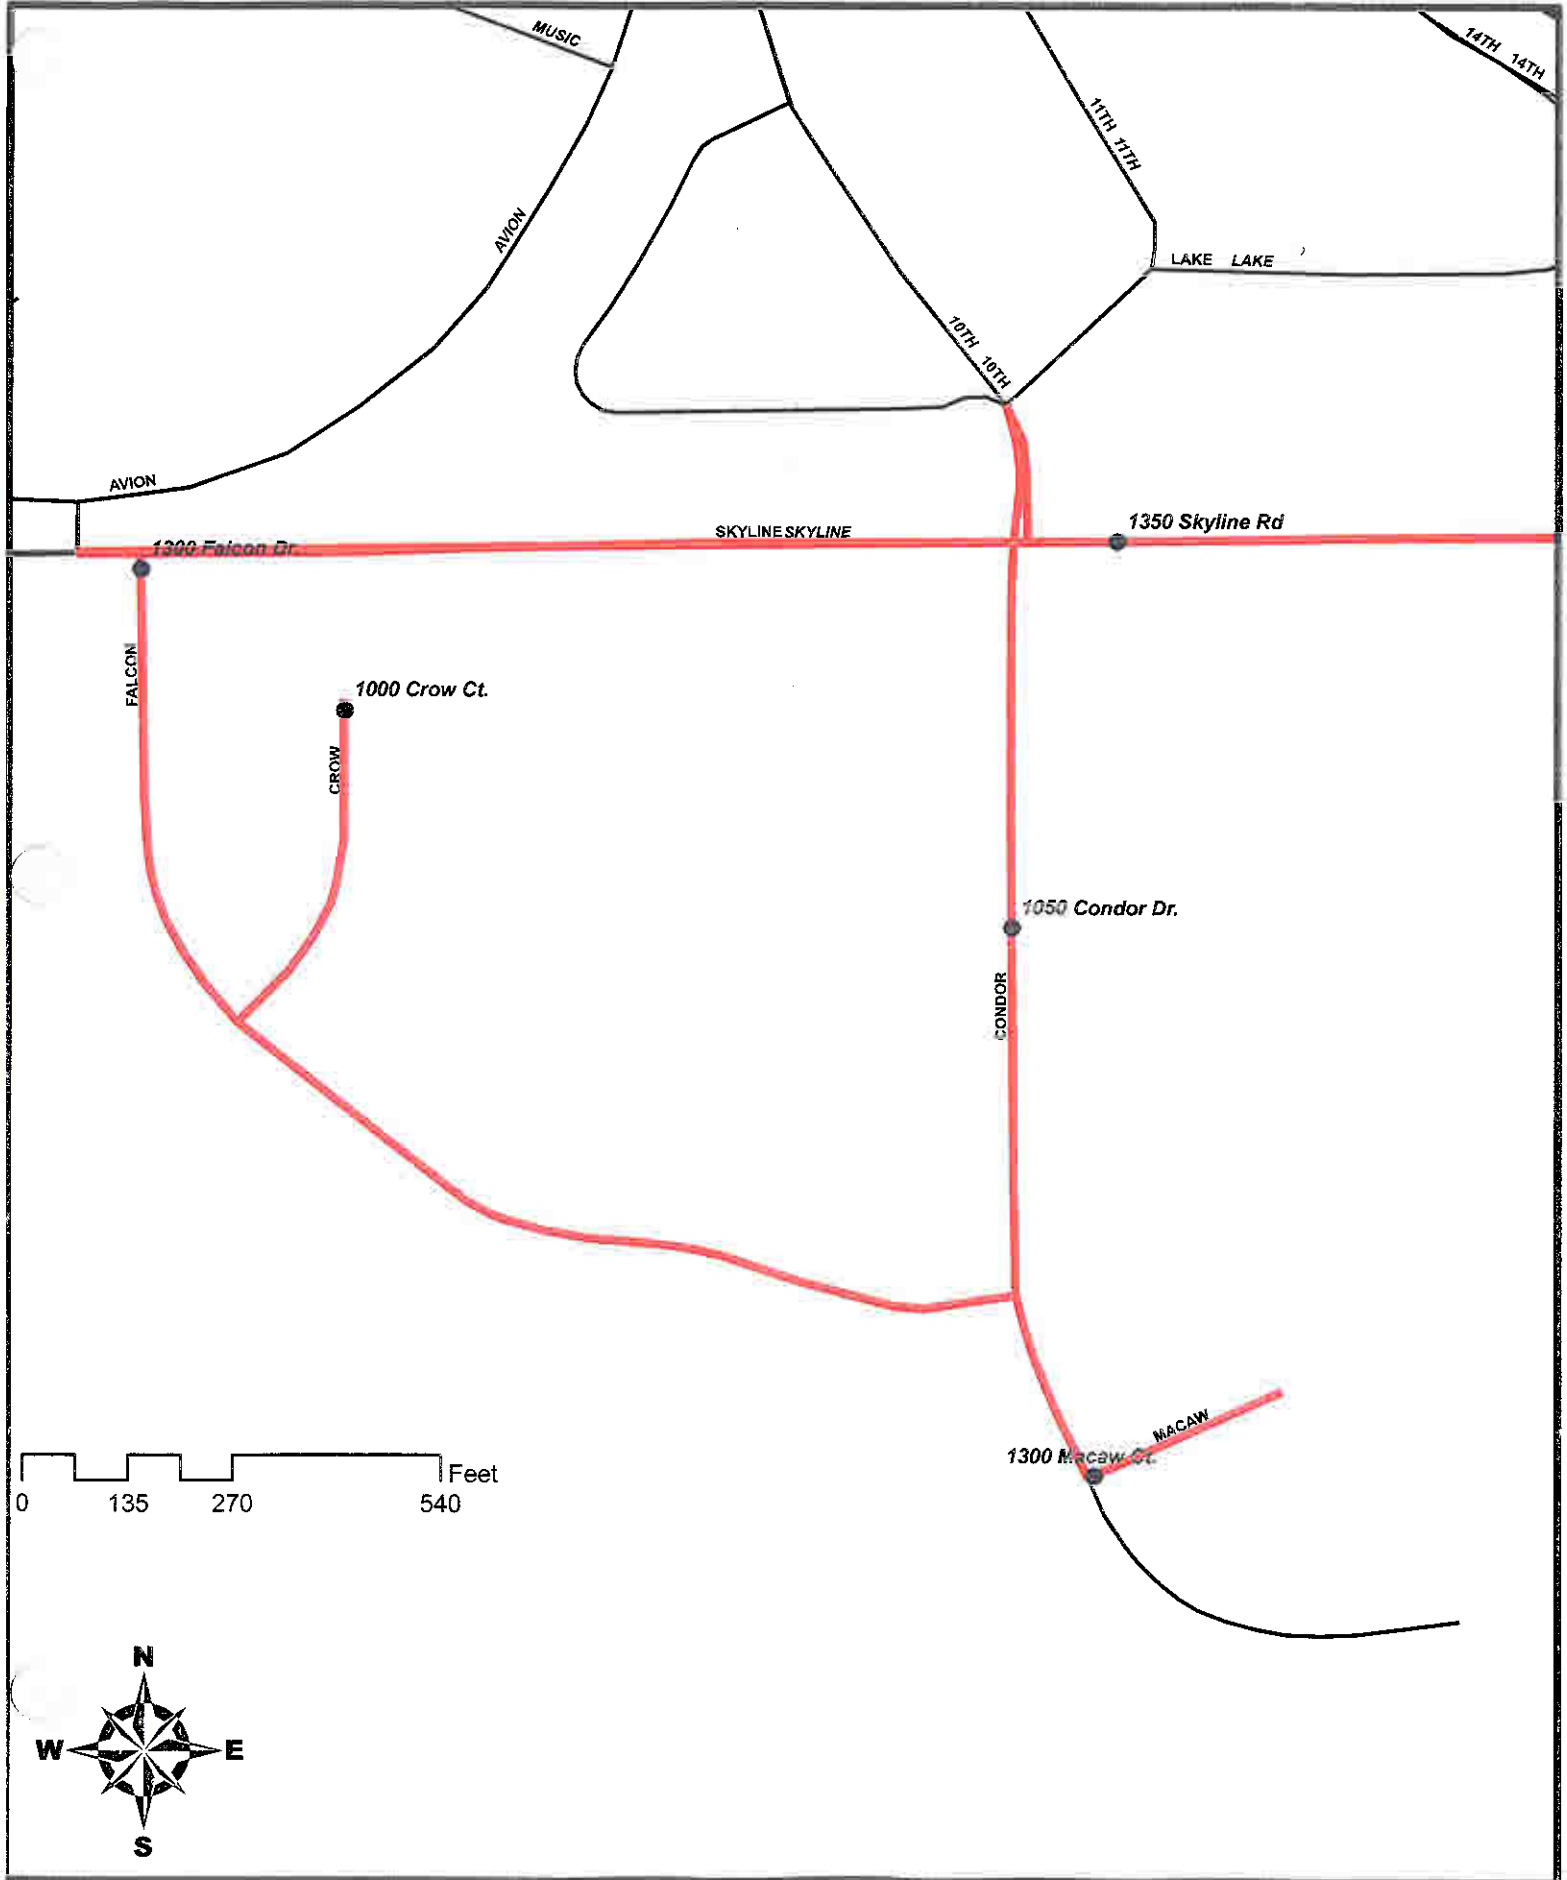 MUSIC
14TH 14TH
11TH 11TH
AVION
LAKE LAKE
10TH 10TH
AVION
1350 Skyline Rd
SKYLINE SKYLINE
1300 Falcon Dr.
FALCON
1000 Crow Ct.
CROW
1050 Condor Dr.
CONDOR
MACAW
1300 Macaw Ct.
Feet
0 135 270 540
N
W E
S